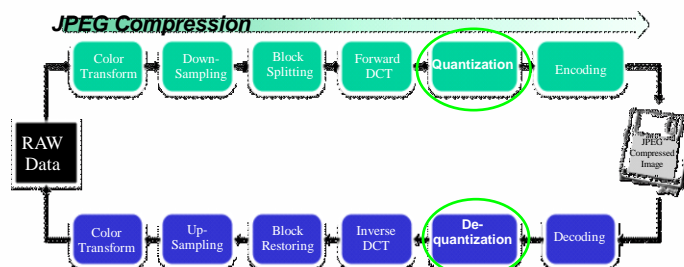 JPEG Compression
Color
Transform
Down-
Sampling
Block
Splitting
Forward
DCT
Quantization
Encoding
RAW
Data
JPEG
Compressed
Image
Color
Transform
Up-
Sampling
Block
Restoring
Inverse
DCT
De-
quantization
Decoding